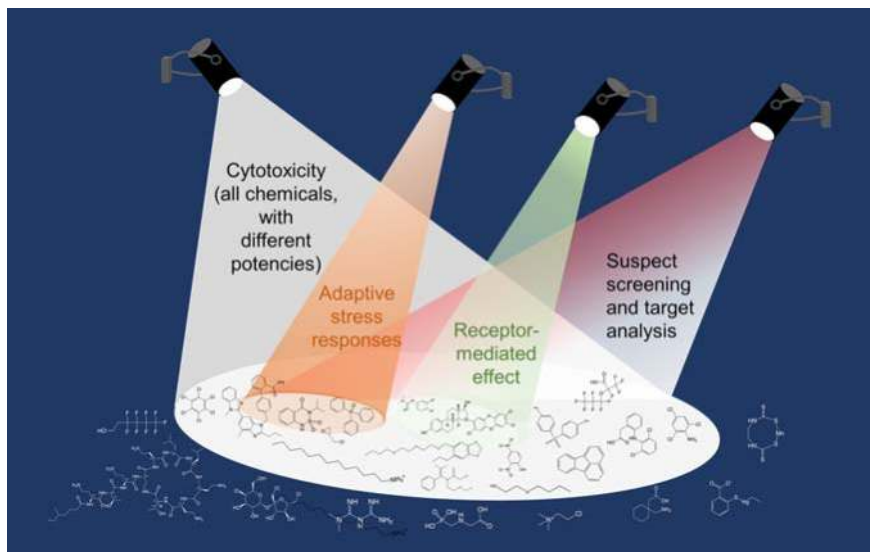 Cytotoxicity
(all chemicals,
with
different
potencies)
Adaptive
stress
responses
Receptor-
mediated
effect
Suspect
screening
and target
analysis